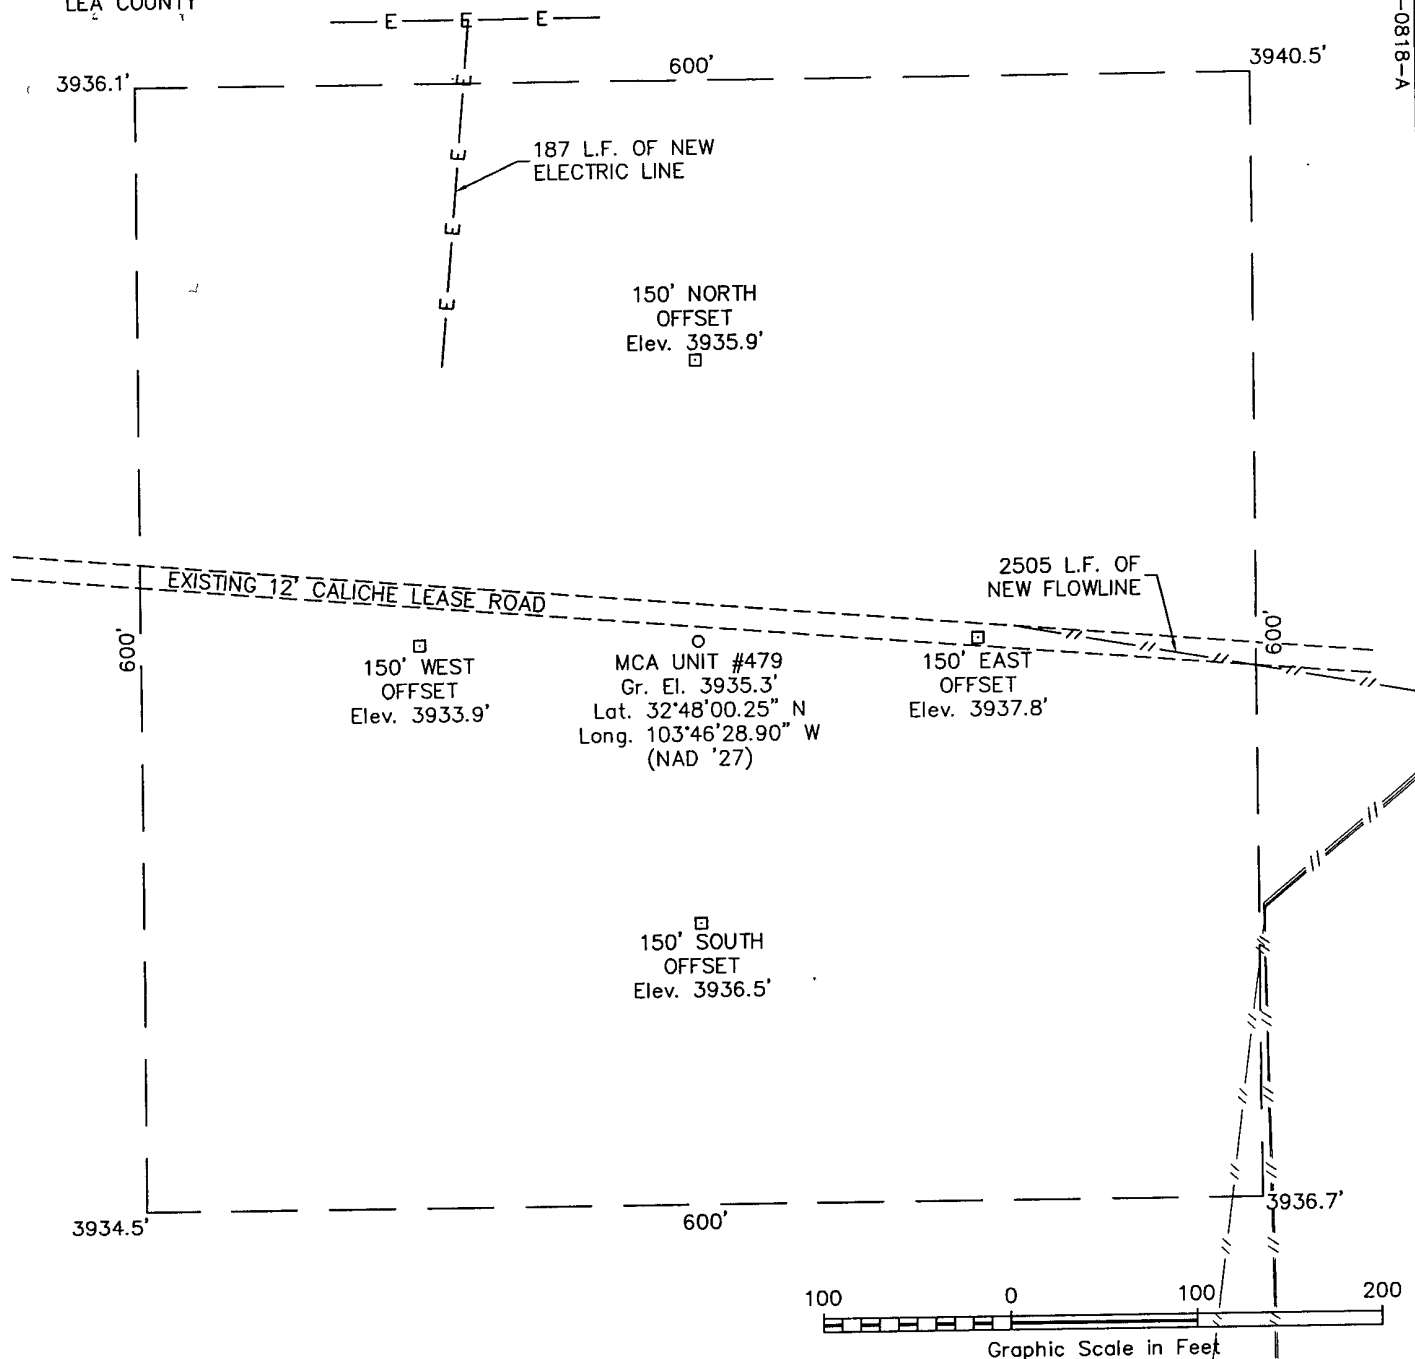 LEA COUNTY
E E E
-0818-A
3936.1'
600'
3940.5'
E
187 L.F. OF NEW
ELECTRIC LINE
E
E
E
150' NORTH
OFFSET
Elev. 3935.9'
2505 L.F. OF
NEW FLOWLINE
EXISTING 12' CALICHE LEASE ROAD
600'
600'
150' WEST
OFFSET
Elev. 3933.9'
MCA UNIT #479
Gr. El. 3935.3'
Lat. 32°48'00.25" N
Long. 103°46'28.90" W
(NAD '27)
150' EAST
OFFSET
Elev. 3937.8'
150' SOUTH
OFFSET
Elev. 3936.5'
3934.5'
600'
3936.7'
100 0 100 200
Graphic Scale in Feet